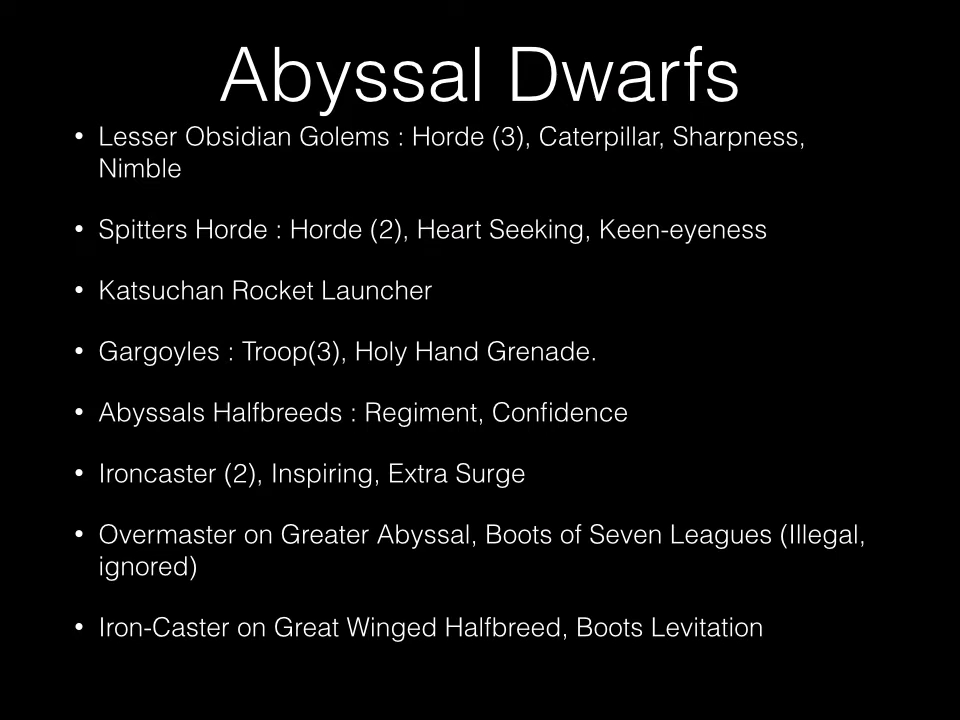 Abyssal Dwarfs
• Lesser Obsidian Golems : Horde (3), Caterpillar, Sharpness,
Nimble
• Spitters Horde : Horde (2), Heart Seeking, Keen-eyeness
• Katsuchan Rocket Launcher
• Gargoyles : Troop(3), Holy Hand Grenade.
• Abyssals Halfbreeds : Regiment, Confidence
• Ironcaster (2), Inspiring, Extra Surge
• Overmaster on Greater Abyssal, Boots of Seven Leagues (Illegal,
ignored)
• Iron-Caster on Great Winged Halfbreed, Boots Levitation